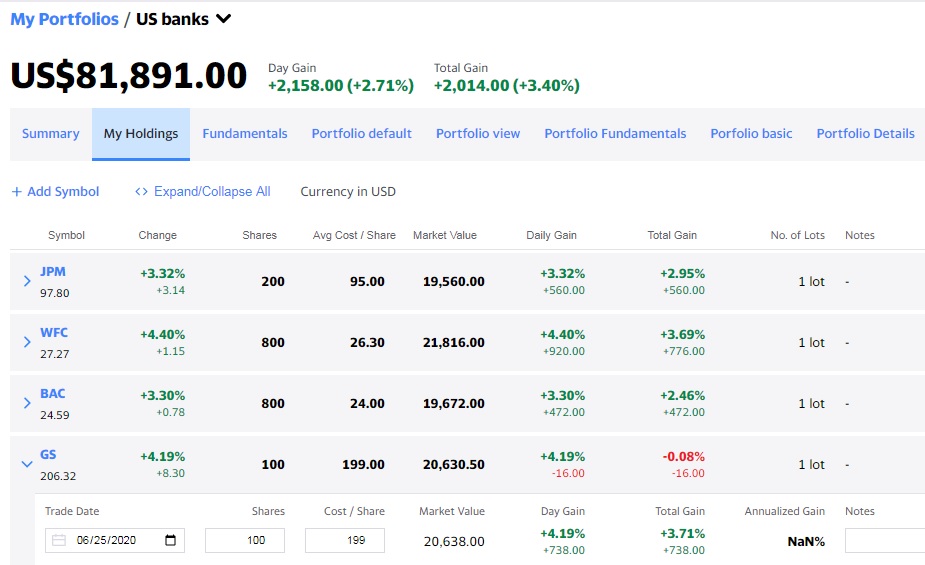 My Portfolios / US banks
US$81,891.00
Day Gain Total Gain
+2,158.00 (+2.71%) +2,014.00 (+3.40%)
Summary My Holdings Fundamentals Portfolio default Portfolio view Portfolio Fundamentals Porfolio basic Portfolio Details
+ Add Symbol <> Expand/Collapse All Currency in USD
Symbol Change Shares Avg Cost / Share Market Value Daily Gain Total Gain No. of Lots Notes
JPM +3.32% 200 95.00 19,560.00 +3.32% +2.95% 1 lot -
97.80 +3.14 +560.00 +560.00
WFC +4.40% 800 26.30 21,816.00 +4.40% +3.69% 1 lot -
27.27 +1.15 +920.00 +776.00
BAC +3.30% 800 24.00 19,672.00 +3.30% +2.46% 1 lot -
24.59 +0.78 +472.00 +472.00
GS +4.19% 100 199.00 20,630.50 +4.19% -0.08% 1 lot -
206.32 +8.30 -16.00 -16.00
Trade Date Shares Cost / Share Market Value Day Gain Total Gain Annualized Gain Notes
06/25/2020 100 199 20,638.00 +4.19% +3.71% NaN%
+738.00 +738.00